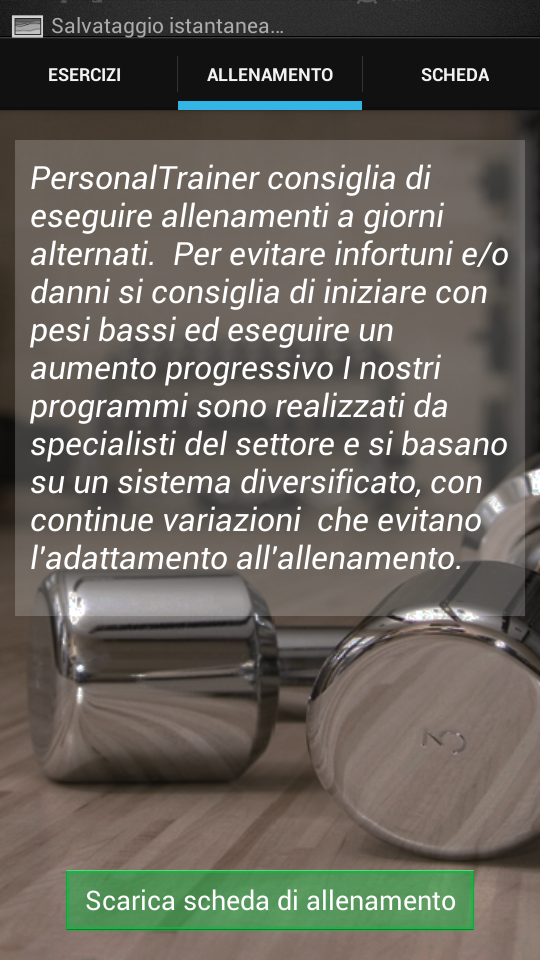 Salvataggio istantanea...
ESERCIZI ALLENAMENTO SCHEDA
PersonalTrainer consiglia di
eseguire allenamenti a giorni
alternati.  Per evitare infortuni e/o
danni si consiglia di iniziare con
pesi bassi ed eseguire un
aumento progressivo I nostri
programmi sono realizzati da
specialisti del settore e si basano
su un sistema diversificato, con
continue variazioni  che evitano
l'adattamento all'allenamento.
Scarica scheda di allenamento